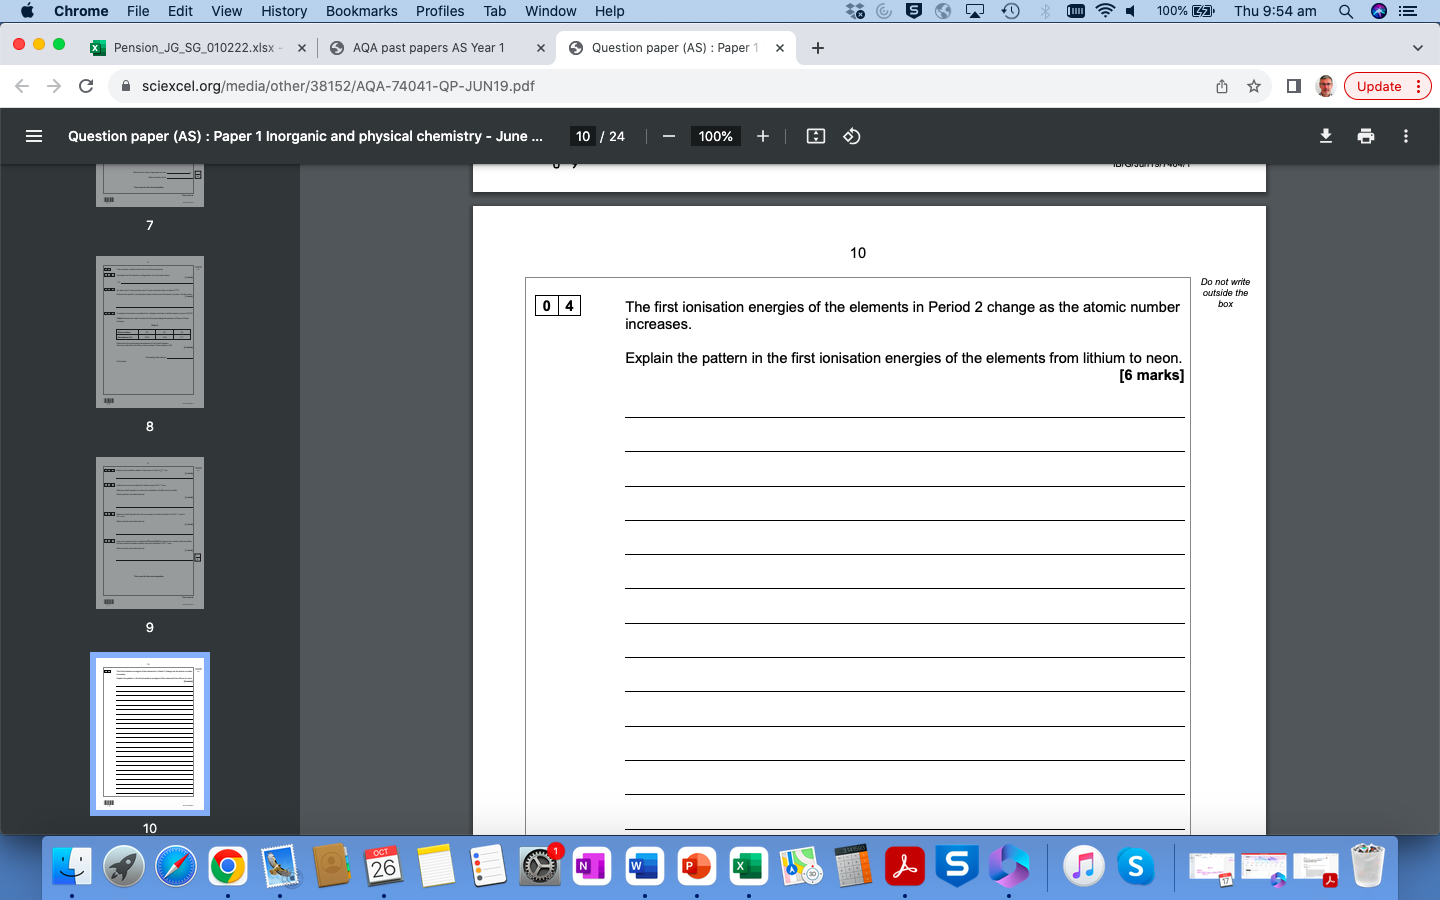 Chrome File Edit View History Bookmarks Profiles Tab Window Help 100% Thu 9:54 am
Pension_JG_SG_010222.xlsx - AQA past papers AS Year 1 Question paper (AS) : Paper 1
sciexcel.org/media/other/38152/AQA-74041-QP-JUN19.pdf Update
Question paper (AS) : Paper 1 Inorganic and physical chemistry - June ... 10 / 24 100%
7
8
9
10
10
Do not write
outside the
box
0 4 The first ionisation energies of the elements in Period 2 change as the atomic number
increases.
Explain the pattern in the first ionisation energies of the elements from lithium to neon.
[6 marks]
OCT
26
1
N
W
P
X
3D
S
S
17